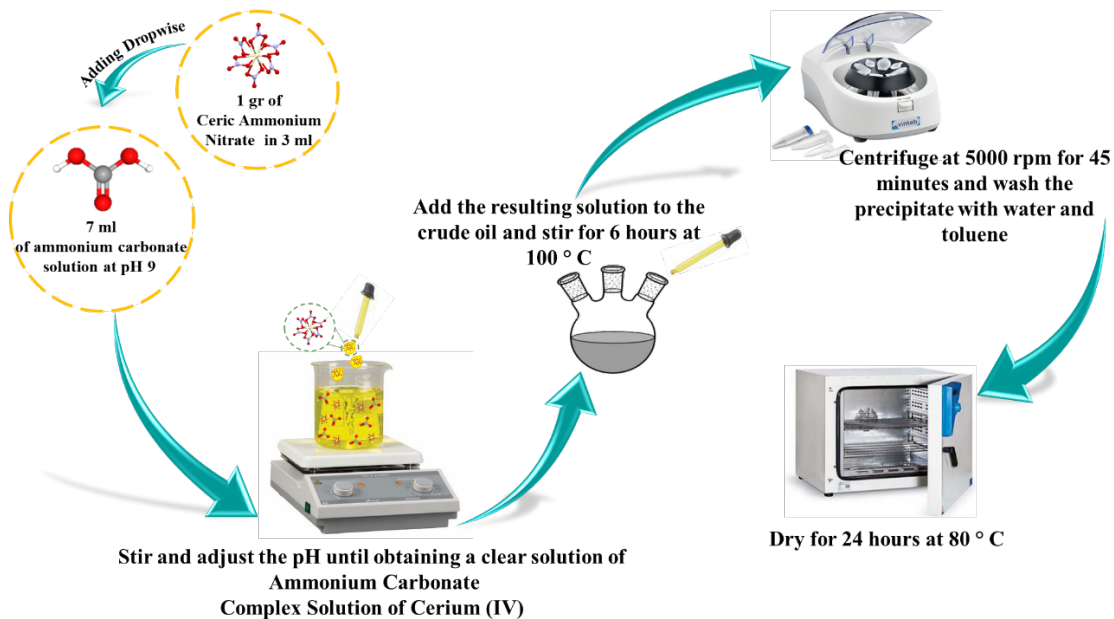 Adding Dropwise
1 gr of
Ceric Ammonium
Nitrate in 3 ml
7 ml
of ammonium carbonate
solution at pH 9
Stir and adjust the pH until obtaining a clear solution of
Ammonium Carbonate
Complex Solution of Cerium (IV)
Add the resulting solution to the
crude oil and stir for 6 hours at
100 ° C
Centrifuge at 5000 rpm for 45
minutes and wash the
precipitate with water and
toluene
Dry for 24 hours at 80 ° C